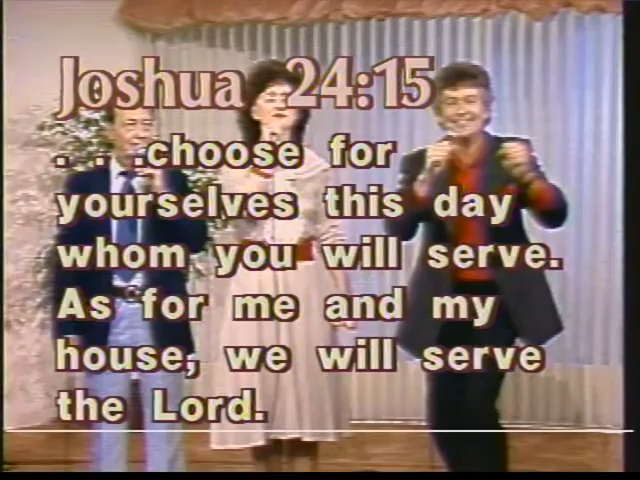 Joshua 24:15
. . .choose for
yourselves this day
whom you will serve.
As for me and my
house, we will serve
the Lord.